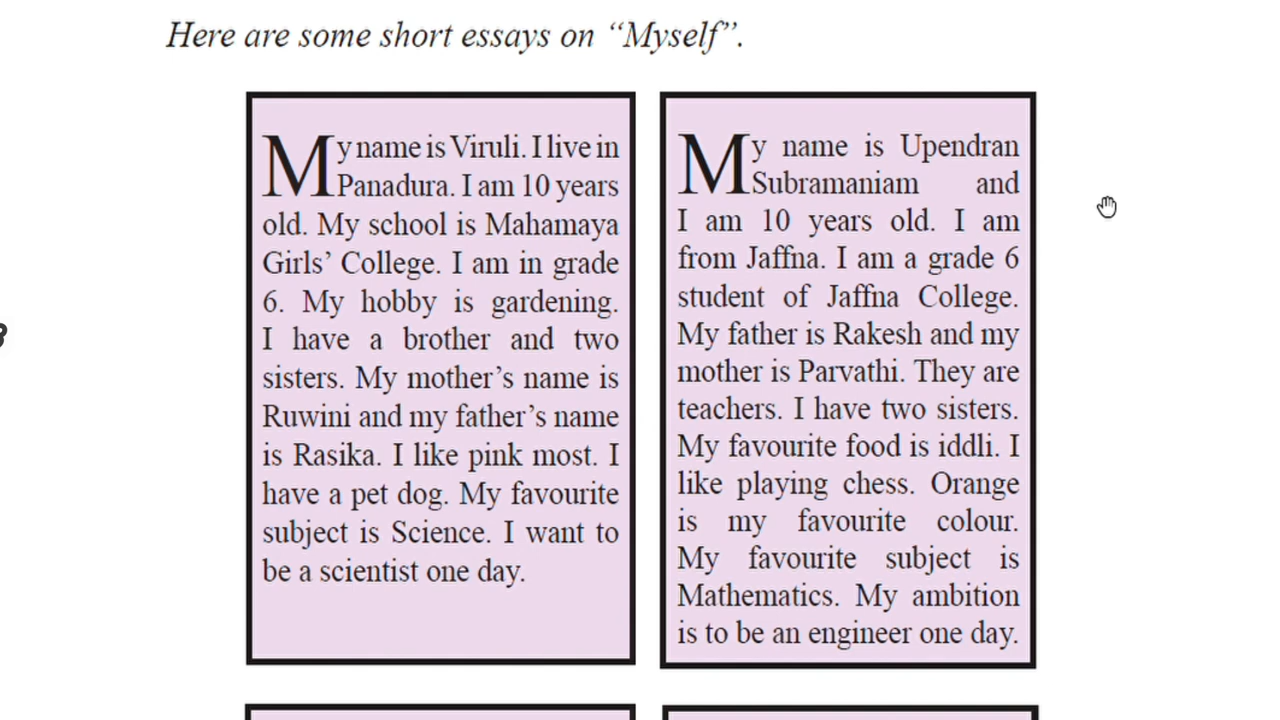 Here are some short essays on “Myself”.
My name is Viruli. I live in
Panadura. I am 10 years
old. My school is Mahamaya
Girls’ College. I am in grade
6. My hobby is gardening.
I have a brother and two
sisters. My mother’s name is
Ruwini and my father’s name
is Rasika. I like pink most. I
have a pet dog. My favourite
subject is Science. I want to
be a scientist one day.
My name is Upendran
Subramaniam and
I am 10 years old. I am
from Jaffna. I am a grade 6
student of Jaffna College.
My father is Rakesh and my
mother is Parvathi. They are
teachers. I have two sisters.
My favourite food is iddli. I
like playing chess. Orange
is my favourite colour.
My favourite subject is
Mathematics. My ambition
is to be an engineer one day.